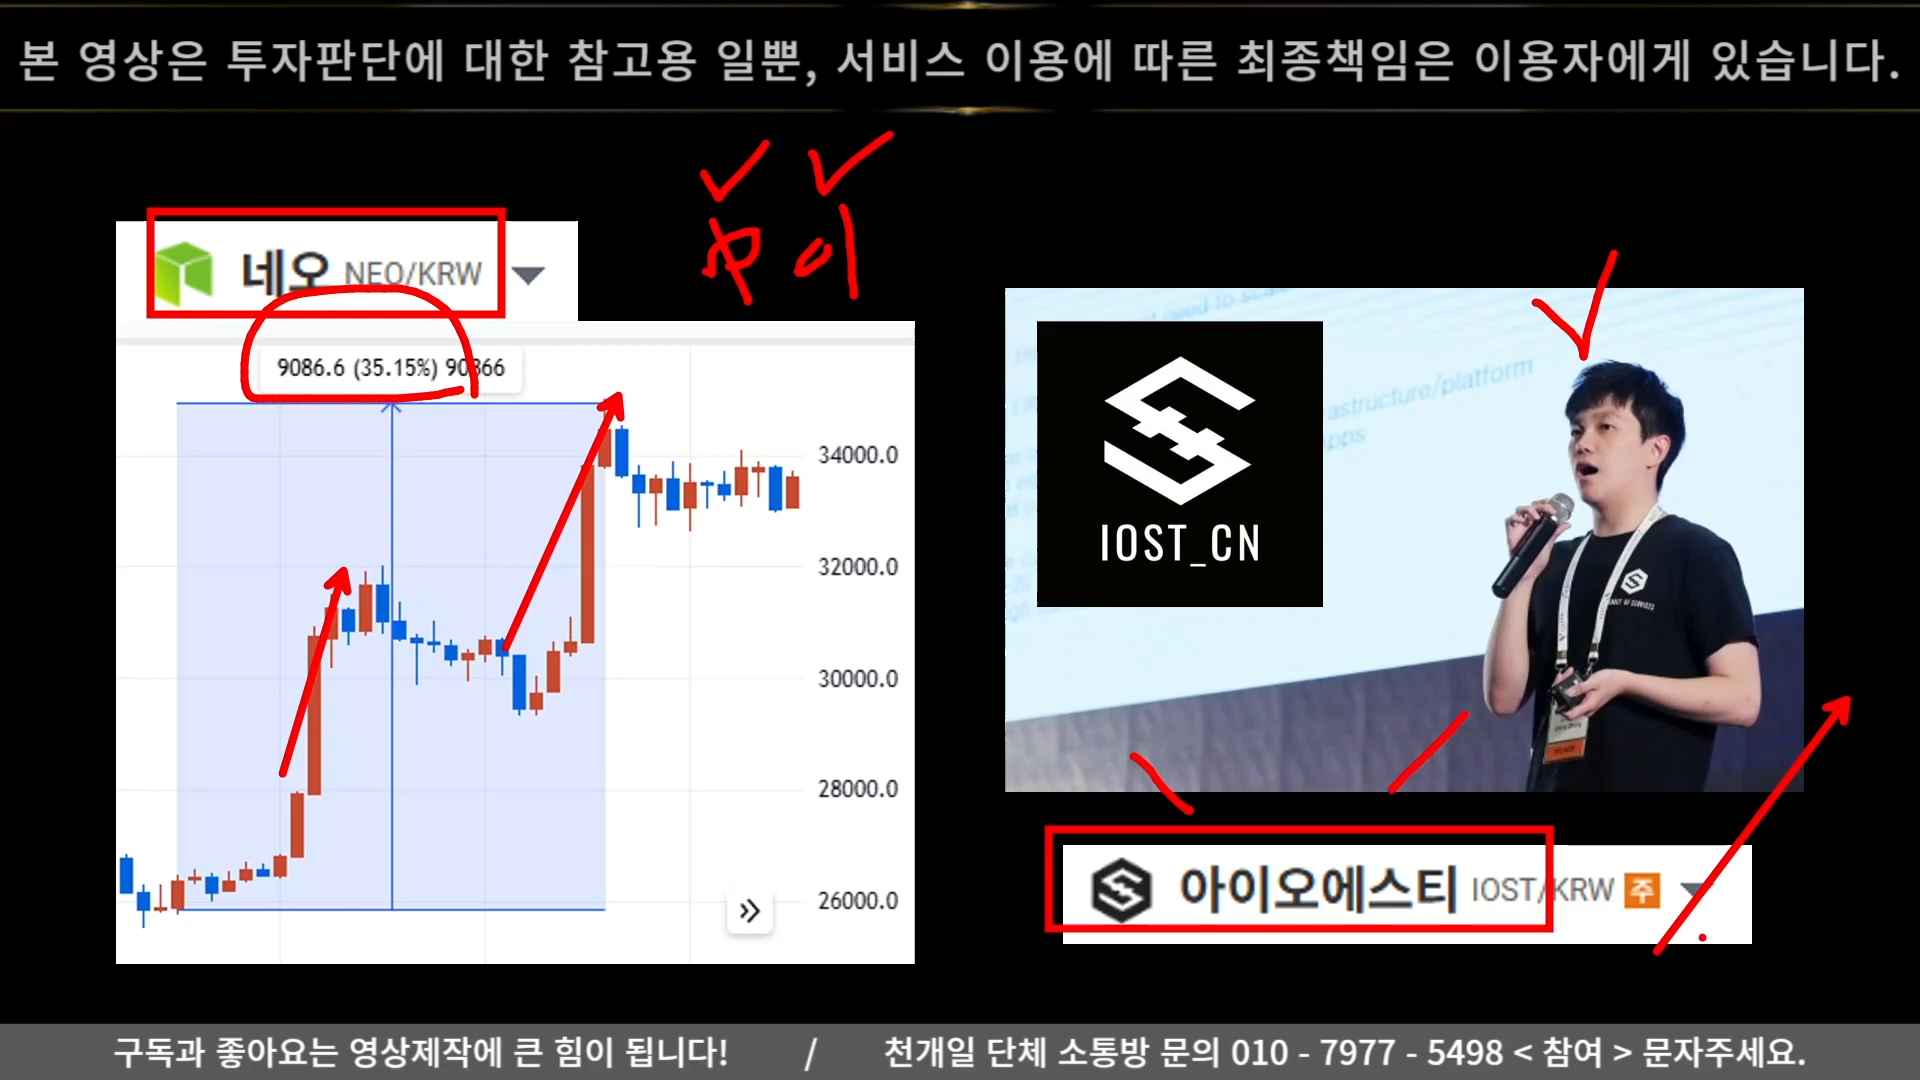 본 영상은 투자판단에 대한 참고용 일뿐, 서비스 이용에 따른 최종책임은 이용자에게 있습니다.
네오 NEO/KRW
9086.6 (35.15%) 90866
34000.0
32000.0
30000.0
28000.0
26000.0
need to
rastructure/platform
IOST_CN
아이오에스티 IOST/KRW 주
구독과 좋아요는 영상제작에 큰 힘이 됩니다! / 천개일 단체 소통방 문의 010 - 7977 - 5498 < 참여 > 문자주세요.